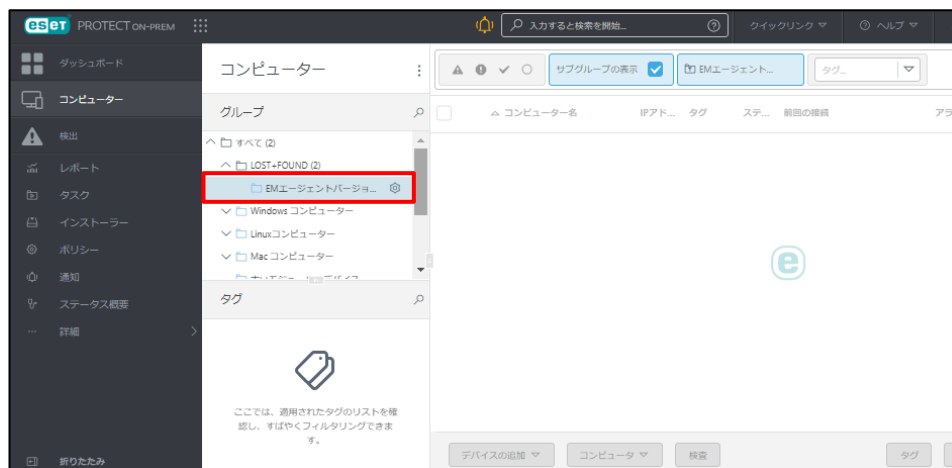 eset PROTECT ON-PREM
入力すると検索を開始...
クイックリンク
ヘルプ
ダッシュボード
コンピューター
検出
レポート
タスク
インストーラー
ポリシー
通知
ステータス概要
詳細
折りたたみ
コンピューター
グループ
すべて (2)
LOST+FOUND (2)
EMエージェントバージョ...
Windows コンピューター
Linuxコンピューター
Mac コンピューター
タグ
ここでは、適用されたタグのリストを確
認し、すばやくフィルタリングできま
す。
サブグループの表示
EMエージェント...
タグ...
コンピューター名
IPアド...
タグ
ステ...
前回の接続
アラ
e
デバイスの追加
コンピュータ
検査
タグ